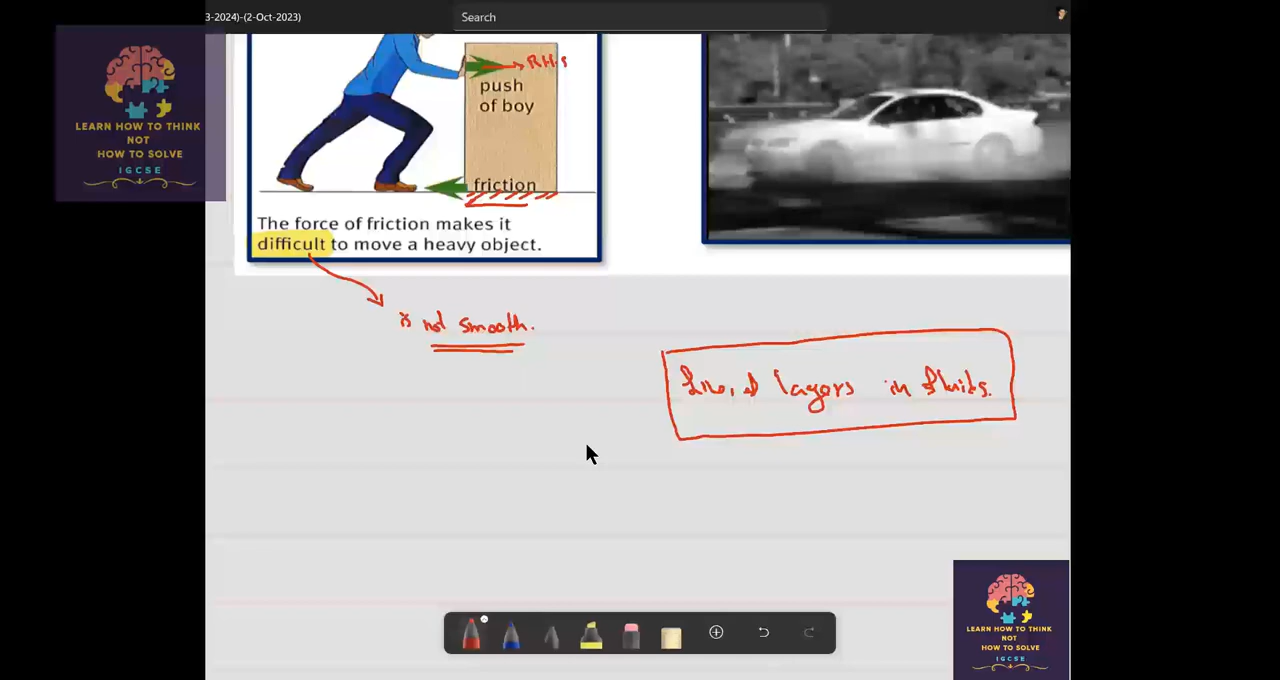 3-2024)-(2-Oct-2023)
Search
LEARN HOW TO THINK
NOT
HOW TO SOLVE
IGCSE
RH.S
push
of boy
friction
The force of friction makes it
difficult to move a heavy object.
is not smooth.
layers in fluids.
LEARN HOW TO THINK
NOT
HOW TO SOLVE
IGCSE